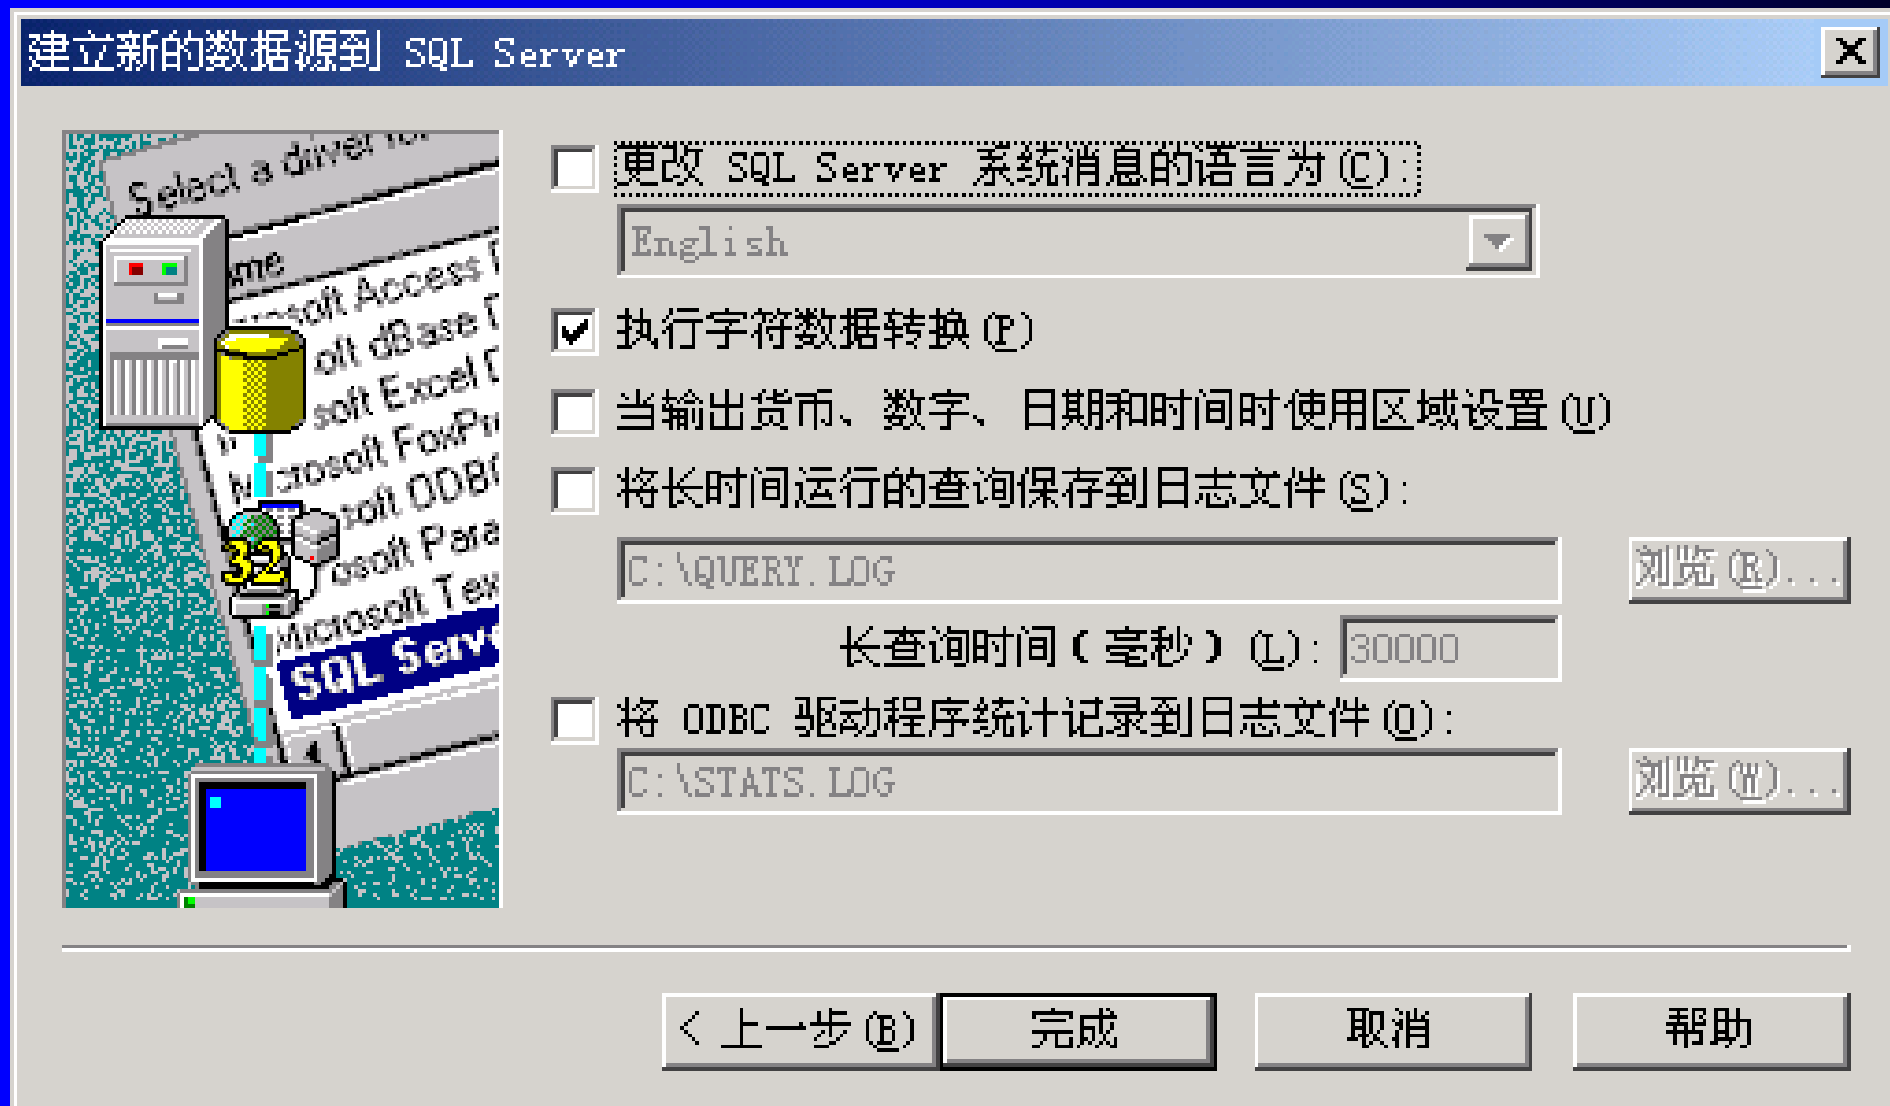 建立新的数据源到 SQL Server
Select a driver for
me
soft Access
oft dBase
soft Excel
Microsoft FoxPr
soft ODBC
osoft Para
Microsoft Tex
SQL Serve
32
更改 SQL Server 系统消息的语言为(C):
English
执行字符数据转换(P)
当输出货币、数字、日期和时间时使用区域设置(U)
将长时间运行的查询保存到日志文件(S):
C:\QUERY.LOG
浏览(R)...
长查询时间(毫秒)(L): 30000
将 ODBC 驱动程序统计记录到日志文件(O):
C:\STATS.LOG
浏览(W)...
< 上一步(B)
完成
取消
帮助